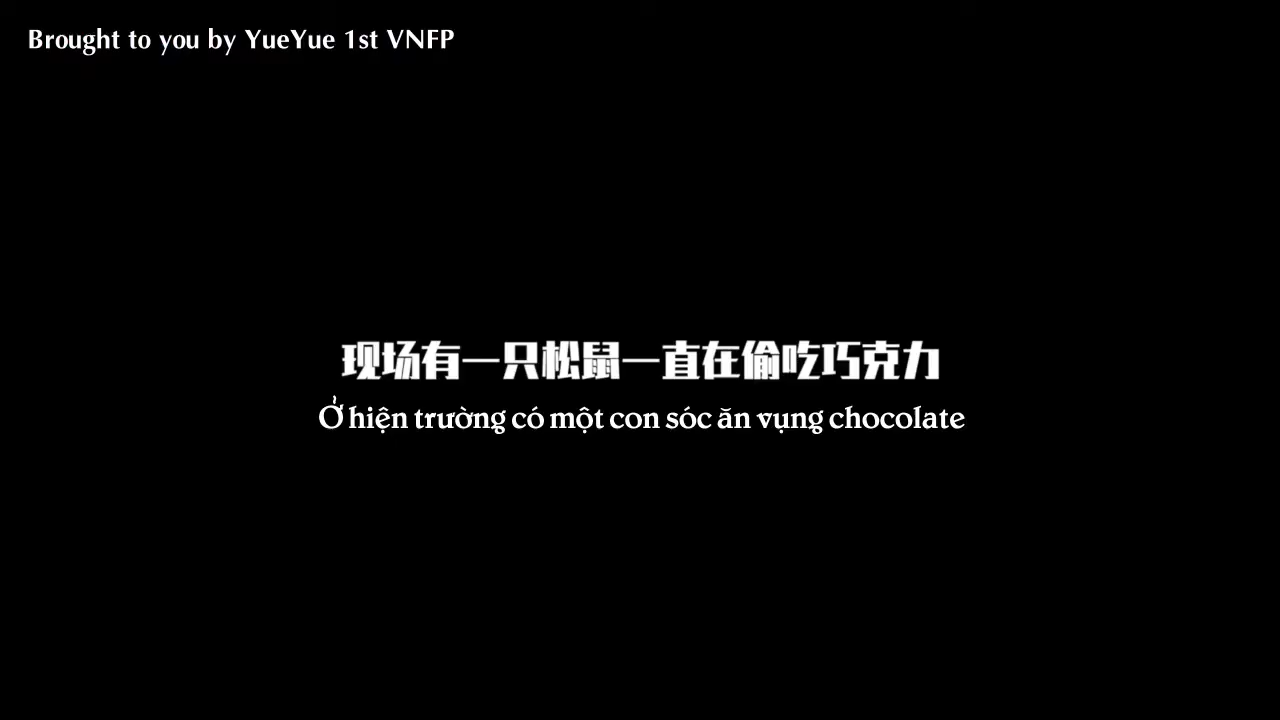 Brought to you by YueYue 1st VNFP
现场有一只松鼠一直在偷吃巧克力
Ở hiện trường có một con sóc ăn vụng chocolate